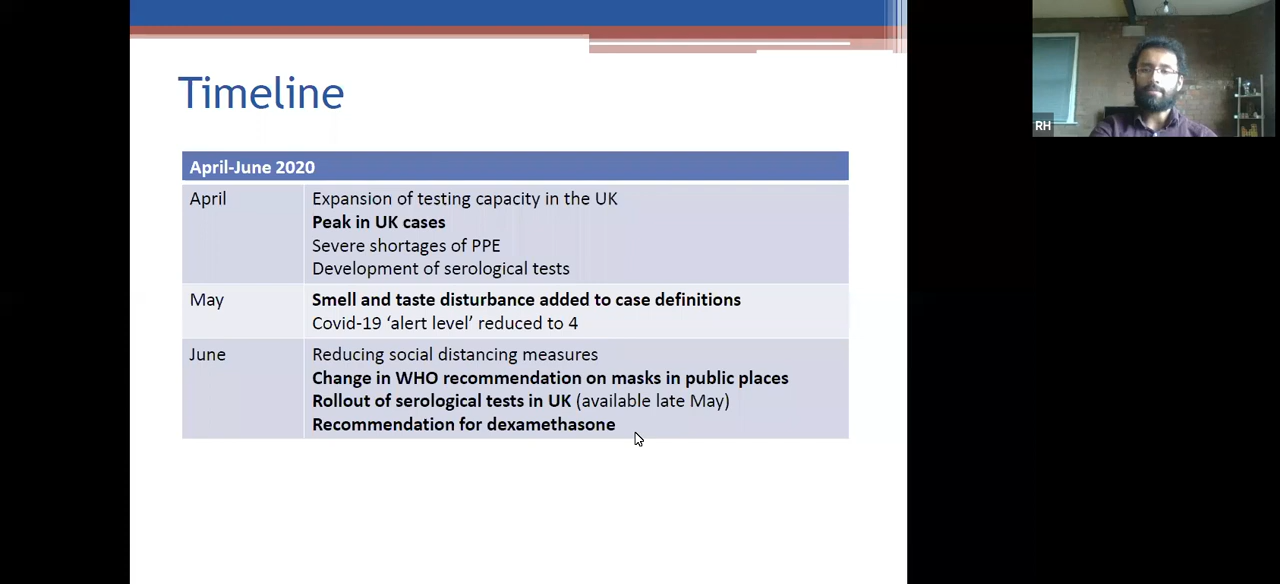 Timeline
April-June 2020
April
Expansion of testing capacity in the UK
Peak in UK cases
Severe shortages of PPE
Development of serological tests
May
Smell and taste disturbance added to case definitions
Covid-19 ‘alert level’ reduced to 4
June
Reducing social distancing measures
Change in WHO recommendation on masks in public places
Rollout of serological tests in UK (available late May)
Recommendation for dexamethasone
RH